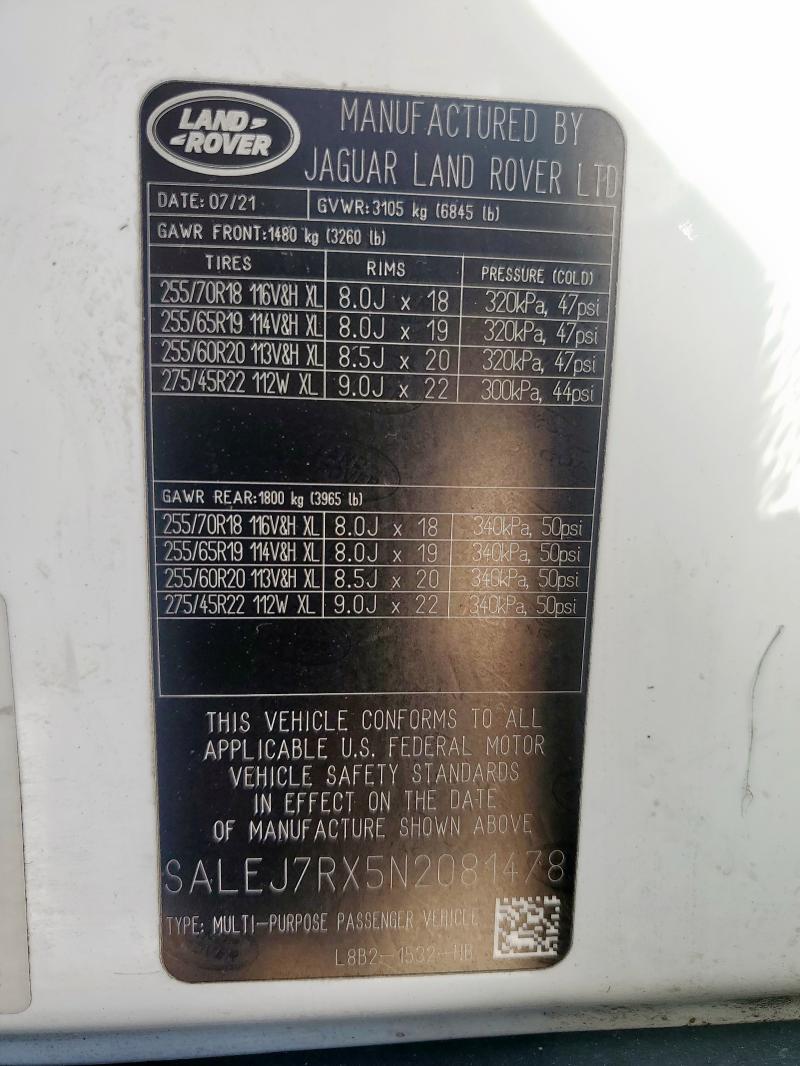 LAND
ROVER
MANUFACTURED BY
JAGUAR LAND ROVER LTD
DATE: 07/21 GVWR:3105 kg (6845 lb)
GAWR FRONT:1480 kg (3260 lb)
TIRES RIMS PRESSURE (COLD)
255/70R18 116V&H XL 8.0J x 18 320kPa, 47psi
255/65R19 114V&H XL 8.0J x 19 320kPa, 47psi
255/60R20 113V&H XL 8.5J x 20 320kPa, 47psi
275/45R22 112W XL 9.0J x 22 300kPa, 44psi
GAWR REAR:1800 kg (3965 lb)
255/70R18 116V&H XL 8.0J x 18 340kPa, 50psi
255/65R19 114V&H XL 8.0J x 19 340kPa, 50psi
255/60R20 113V&H XL 8.5J x 20 340kPa, 50psi
275/45R22 112W XL 9.0J x 22 340kPa, 50psi
THIS VEHICLE CONFORMS TO ALL
APPLICABLE U.S. FEDERAL MOTOR
VEHICLE SAFETY STANDARDS
IN EFFECT ON THE DATE
OF MANUFACTURE SHOWN ABOVE
SALEJ7RX5N2081478
TYPE: MULTI-PURPOSE PASSENGER VEHICLE
L8B2-1532-HB